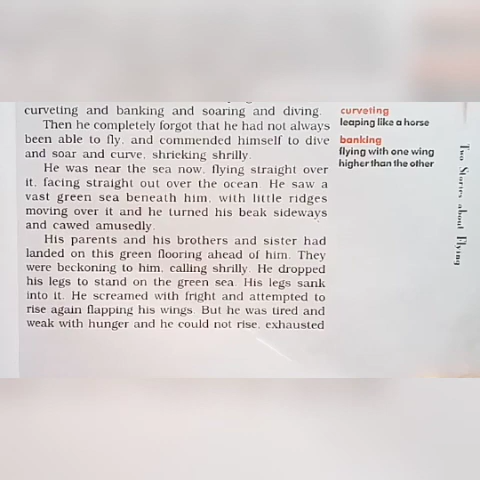 curveting and banking and soaring and diving.
Then he completely forgot that he had not always
been able to fly, and commended himself to dive
and soar and curve, shrieking shrilly.
He was near the sea now, flying straight over
it, facing straight out over the ocean. He saw a
vast green sea beneath him, with little ridges
moving over it and he turned his beak sideways
and cawed amusedly.
His parents and his brothers and sister had
landed on this green flooring ahead of him. They
were beckoning to him, calling shrilly. He dropped
his legs to stand on the green sea. His legs sank
into it. He screamed with fright and attempted to
rise again flapping his wings. But he was tired and
weak with hunger and he could not rise, exhausted
curveting
leaping like a horse
banking
flying with one wing
higher than the other
Two Stories about Flying